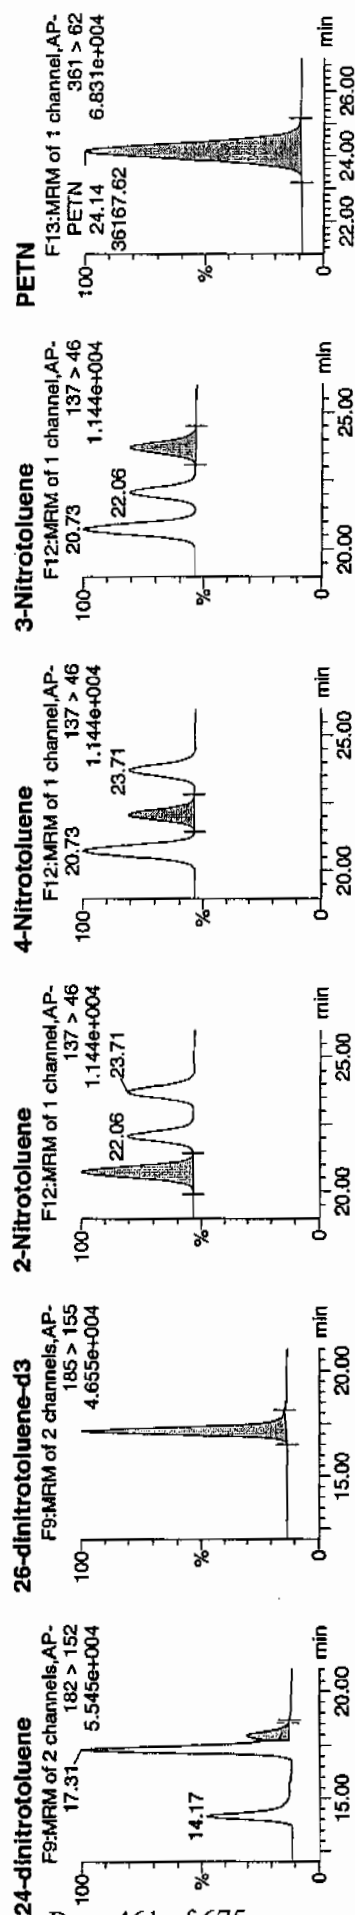 24-dinitrotoluene
F9:MRM of 2 channels,AP-
182 > 152
5.545e+004
17.31
14.17
100
%
0
15.00
20.00
min
26-dinitrotoluene-d3
F9:MRM of 2 channels,AP-
185 > 155
4.655e+004
100
%
0
15.00
20.00
min
2-Nitrotoluene
F12:MRM of 1 channel,AP-
137 > 46
1.144e+004
23.71
22.06
100
%
0
20.00
25.00
min
4-Nitrotoluene
F12:MRM of 1 channel,AP-
137 > 46
1.144e+004
20.73
23.71
100
%
0
20.00
25.00
min
3-Nitrotoluene
F12:MRM of 1 channel,AP-
137 > 46
1.144e+004
20.73
22.06
100
%
0
20.00
25.00
min
PETN
F13:MRM of 1 channel,AP-
361 > 62
6.831e+004
PETN
24.14
36167.62
100
%
0
22.00
24.00
26.00
min
461 of 675